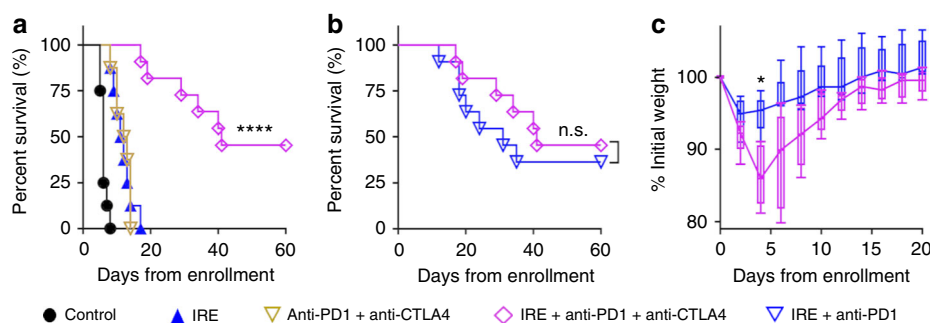 a
Percent survival (%)
100
75
50
25
0
0 20 40 60
Days from enrollment
****
b
Percent survival (%)
100
75
50
25
0
0 20 40 60
Days from enrollment
n.s.
c
% Initial weight
100
90
80
0 5 10 15 20
Days from enrollment
*
Control IRE Anti-PD1 + anti-CTLA4 IRE + anti-PD1 + anti-CTLA4 IRE + anti-PD1